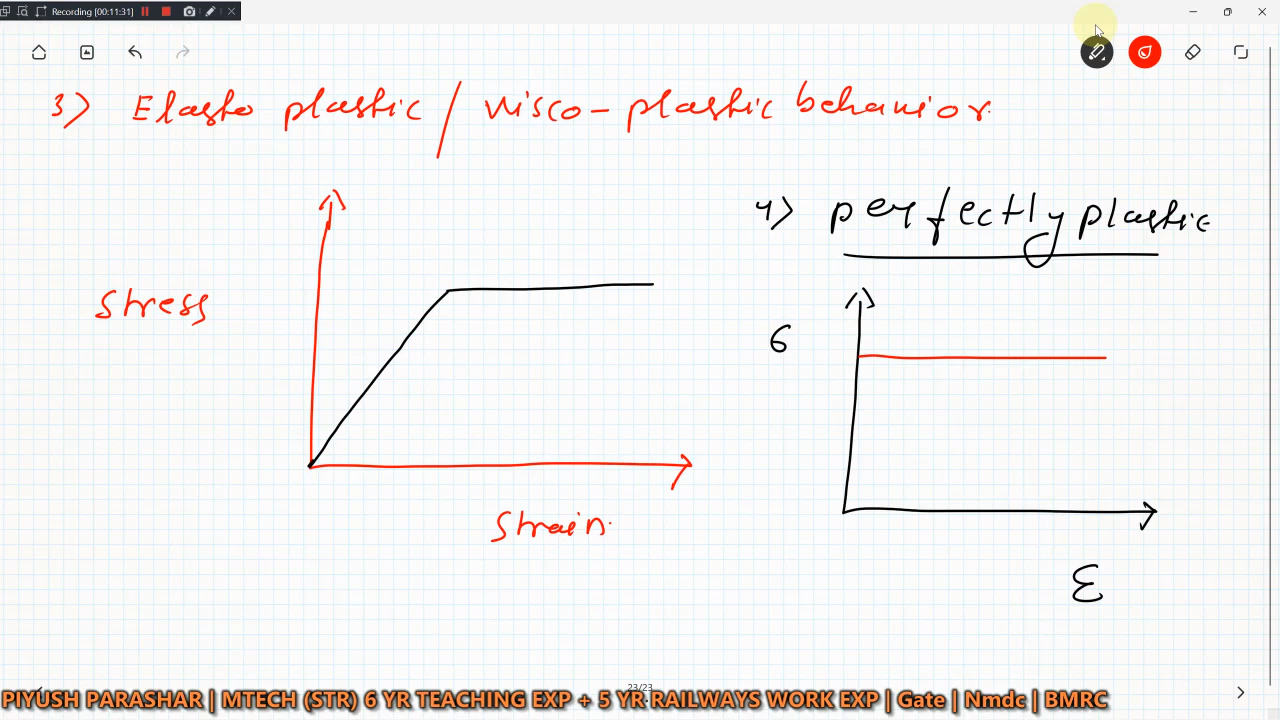 Recording [00:11:31]
3) Elasto plastic / visco-plastic behavior.
4) perfectly plastic
Stress
σ
Strain.
ε
23/23
PIYUSH PARASHAR | MTECH (STR) 6 YR TEACHING EXP + 5 YR RAILWAYS WORK EXP | Gate | Nmdc | BMRC